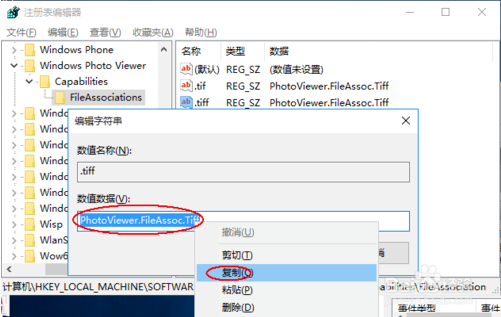 注册表编辑器
文件(F) 编辑(E) 查看(V) 收藏夹(A) 帮助(H)
Windows Phone
Windows Photo Viewer
Capabilities
FileAssociations
Windo
Windo
Windo
Windo
Windo
Windo
Windo
Wisp
WlanS
Wow6
名称 类型 数据
(默认) REG_SZ (数值未设置)
.tif REG_SZ PhotoViewer.FileAssoc.Tiff
.tiff REG_SZ PhotoViewer.FileAssoc.Tiff
编辑字符串
数值名称(N):
.tiff
数值数据(V):
PhotoViewer.FileAssoc.Tiff
撤消(U)
剪切(T)
复制(C)
粘贴(P)
删除(D)
消
计算机\HKEY_LOCAL_MACHINE\SOFTWAR
abilities\FileAssociation
事件类型